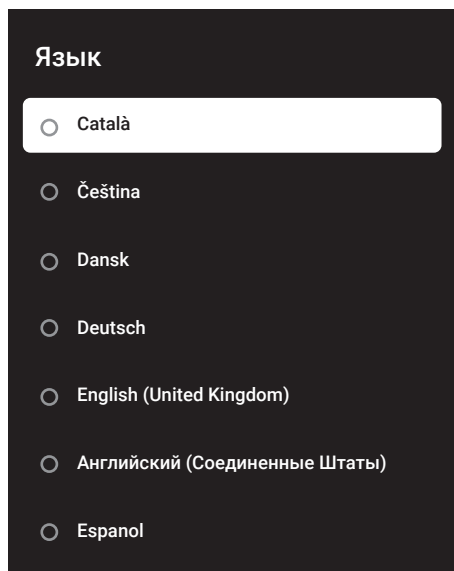 Язык
Català
Čeština
Dansk
Deutsch
English (United Kingdom)
Английский (Соединенные Штаты)
Espanol